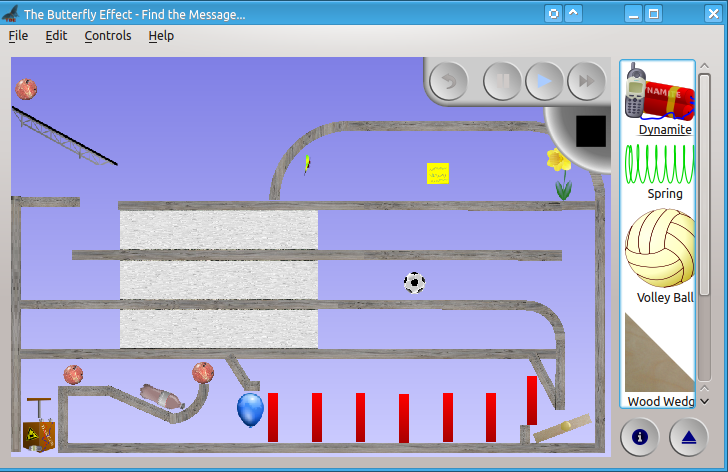 The Butterfly Effect - Find the Message...
File Edit Controls Help
DYNAMITE
Dynamite
Spring
Volley Ball
Wood Wedg